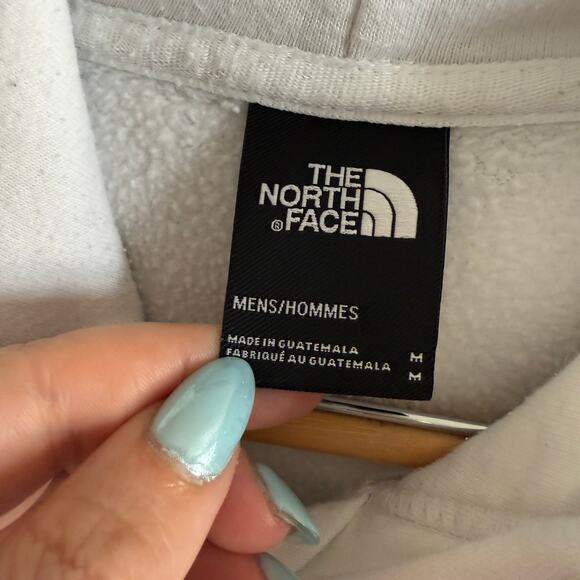 THE
NORTH
® FACE
MENS/HOMMES
MADE IN GUATEMALA M
FABRIQUÉ AU GUATEMALA M